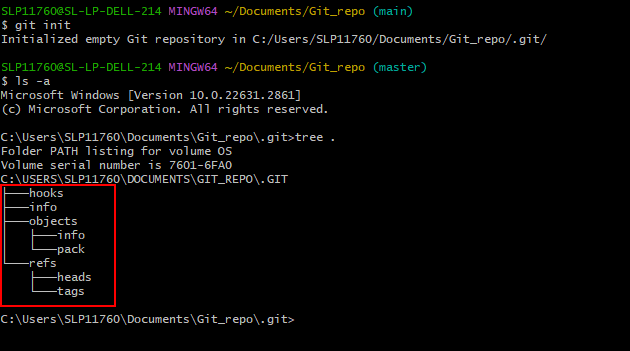 SLP11760@SL-LP-DELL-214 MINGW64 ~/Documents/Git_repo (main)
$ git init
Initialized empty Git repository in C:/Users/SLP11760/Documents/Git_repo/.git/
SLP11760@SL-LP-DELL-214 MINGW64 ~/Documents/Git_repo (master)
$ ls -a
Microsoft Windows [Version 10.0.22631.2861]
(c) Microsoft Corporation. All rights reserved.
C:\Users\SLP11760\Documents\Git_repo\.git>tree .
Folder PATH listing for volume OS
Volume serial number is 7601-6FA0
C:\USERS\SLP11760\DOCUMENTS\GIT_REPO\.GIT
├───hooks
├───info
├───objects
│   ├───info
│   └───pack
└───refs
    ├───heads
    └───tags
C:\Users\SLP11760\Documents\Git_repo\.git>